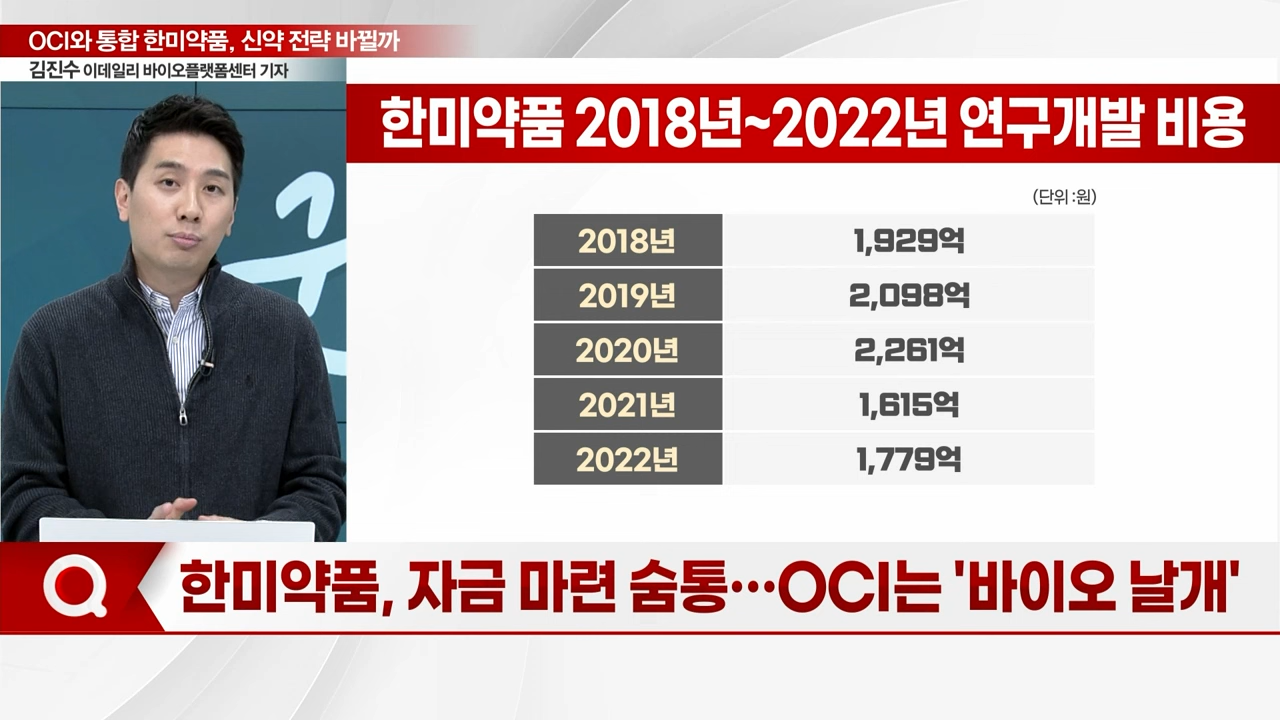 OCI와 통합 한미약품, 신약 전략 바뀔까
김진수 이데일리 바이오플랫폼센터 기자
한미약품 2018년~2022년 연구개발 비용
(단위 :원)
2018년 1,929억
2019년 2,098억
2020년 2,261억
2021년 1,615억
2022년 1,779억
한미약품, 자금 마련 숨통…OCI는 '바이오 날개'